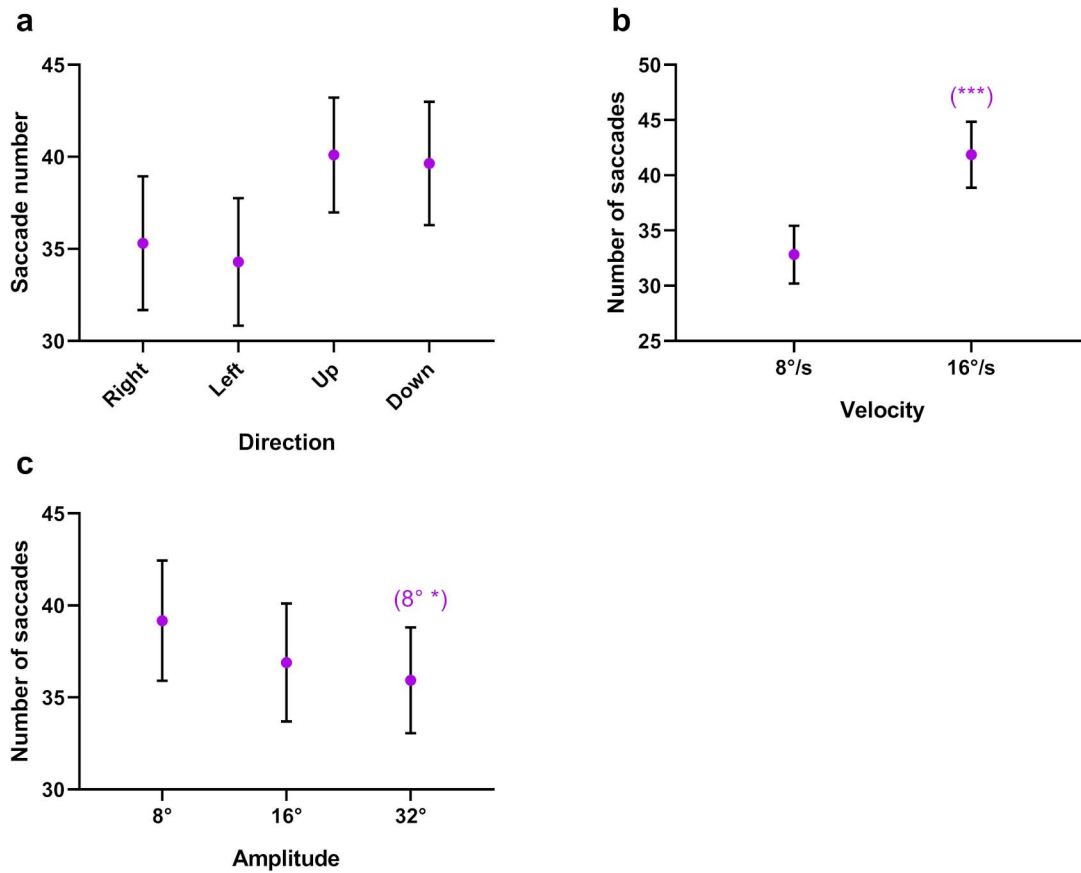 a
45
40
35
30
Saccade number
Right
Left
Up
Down
Direction
b
50
45
40
35
30
25
Number of saccades
(***)
8°/s
16°/s
Velocity
c
45
40
35
30
Number of saccades
(8° *)
8°
16°
32°
Amplitude